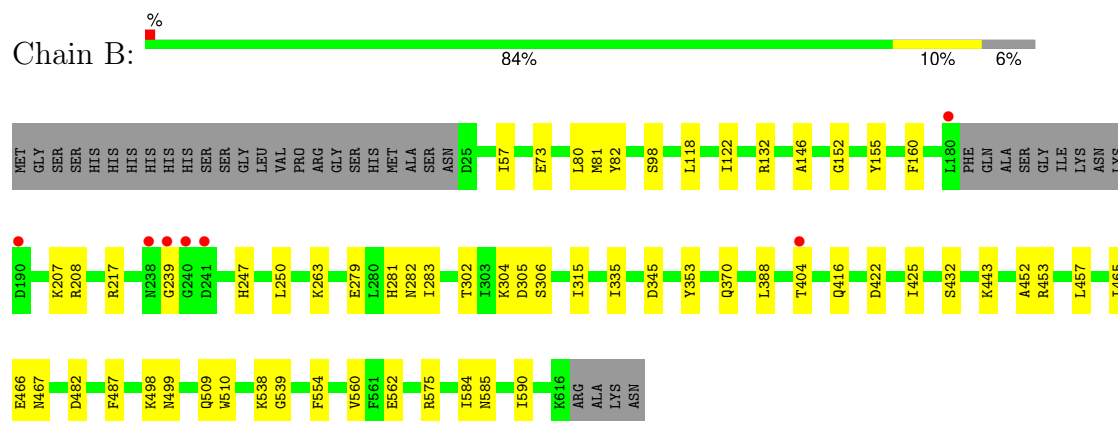 %
Chain B:
84% 10% 6%
MET GLY SER SER HIS HIS HIS HIS HIS HIS SER SER GLY LEU VAL PRO ARG GLY SER HIS MET ALA SER ASN D25 I57 E73 L80 M81 Y82 S98 L118 I122 R132 A146 G152 Y155 F160 L180 PHE GLN ALA SER GLY ILE LYS ASN LYS
D190 K207 R208 R217 N238 G239 G240 D241 H247 L250 K263 E279 L280 H281 N282 I283 T302 I303 K304 D305 S306 I315 I335 D345 Y353 Q370 L388 T404 Q416 D422 I425 S432 K443 A452 R453 L457 I465
E466 N467 D482 F487 K498 N499 Q509 W510 K538 G539 F554 V560 F561 E562 R575 I584 N585 I590 K616 ARG ALA LYS ASN